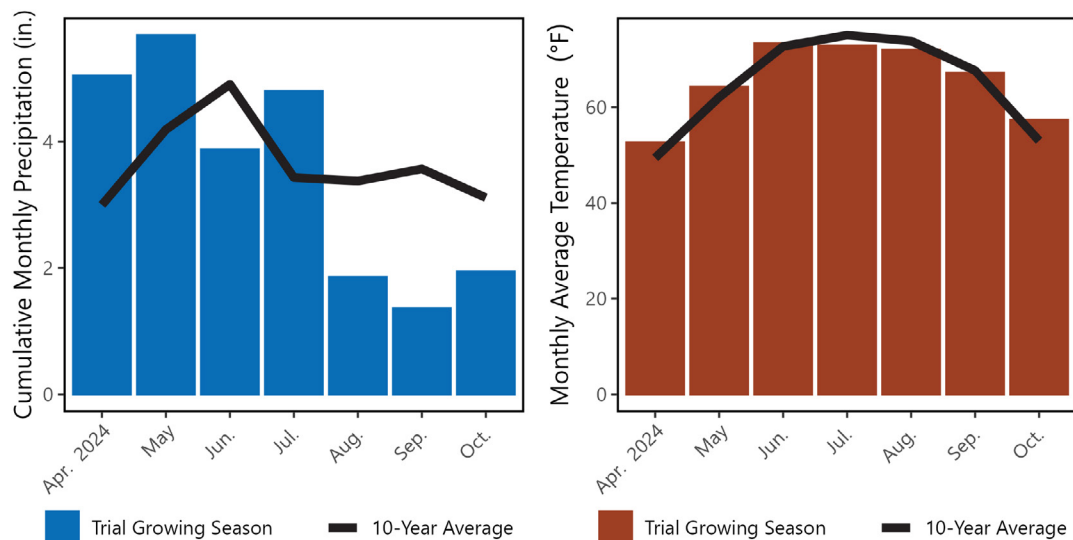 Cumulative Monthly Precipitation (in.)
4
2
0
Apr. 2024
May
Jun.
Jul.
Aug.
Sep.
Oct.
Trial Growing Season
10-Year Average
Monthly Average Temperature (°F)
60
40
20
0
Apr. 2024
May
Jun.
Jul.
Aug.
Sep.
Oct.
Trial Growing Season
10-Year Average